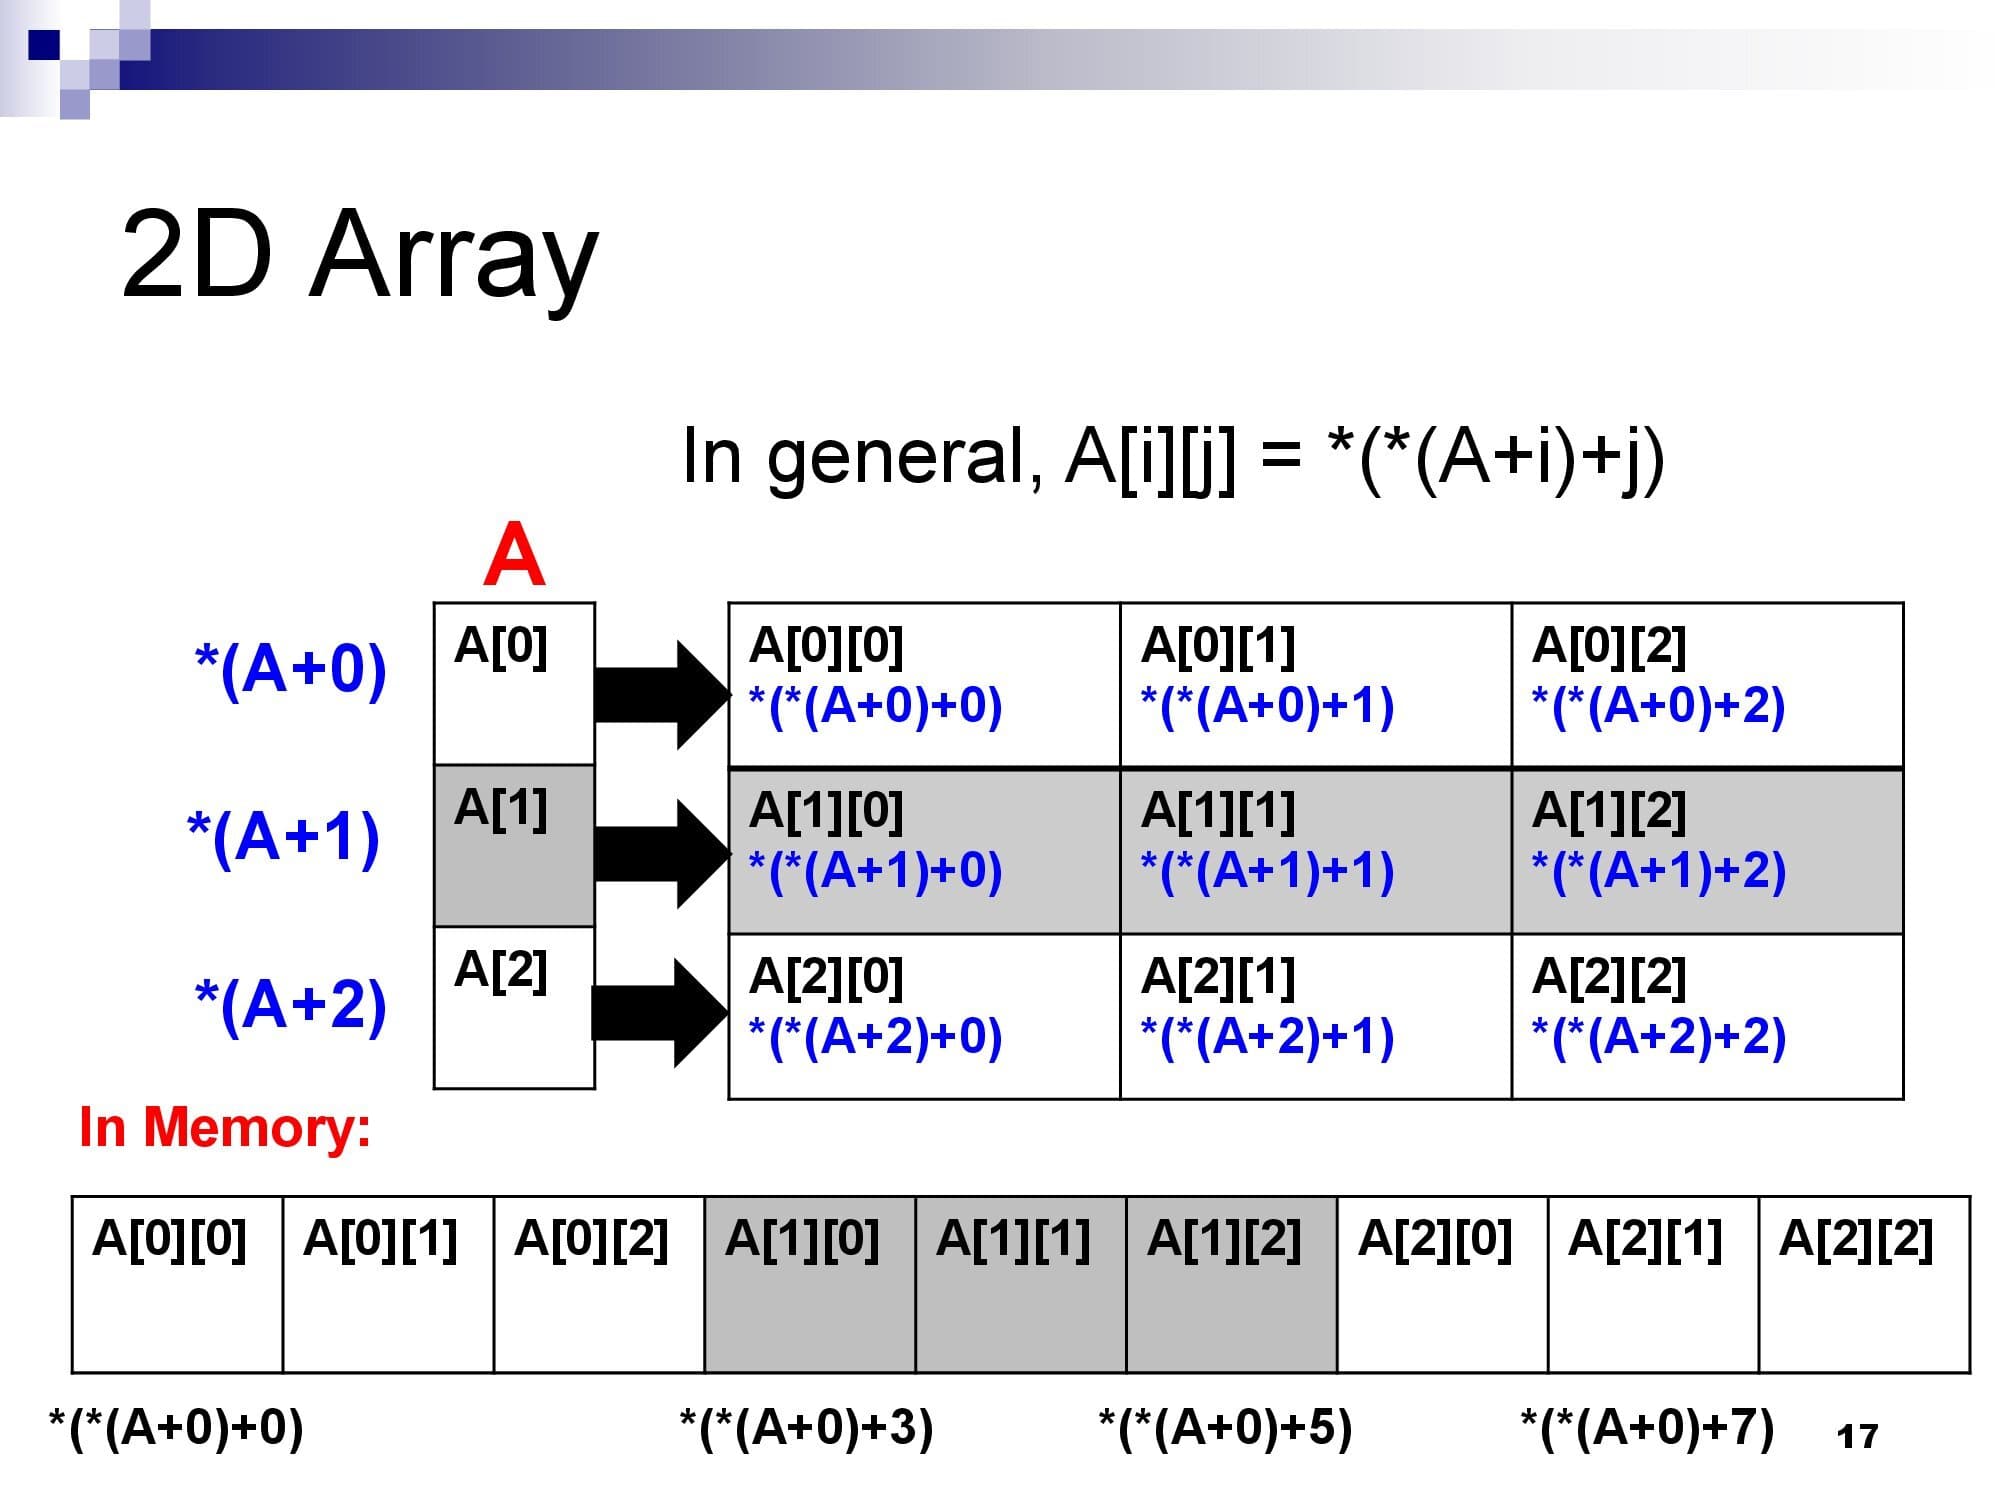 2D Array
In general, A[i][j] = *(*(A+i)+j)
A
*(A+0)
A[0]
A[0][0]
*(*(A+0)+0)
A[0][1]
*(*(A+0)+1)
A[0][2]
*(*(A+0)+2)
*(A+1)
A[1]
A[1][0]
*(*(A+1)+0)
A[1][1]
*(*(A+1)+1)
A[1][2]
*(*(A+1)+2)
*(A+2)
A[2]
A[2][0]
*(*(A+2)+0)
A[2][1]
*(*(A+2)+1)
A[2][2]
*(*(A+2)+2)
In Memory:
A[0][0] A[0][1] A[0][2] A[1][0] A[1][1] A[1][2] A[2][0] A[2][1] A[2][2]
*(*(A+0)+0) *(*(A+0)+3) *(*(A+0)+5) *(*(A+0)+7) 17